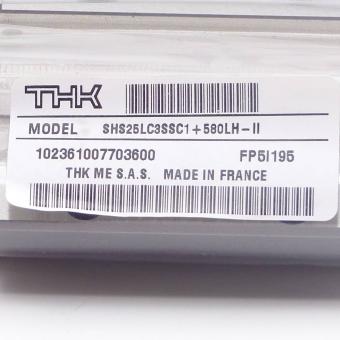 THK
MODEL SHS25LC3SSC1+580LH-II
102361007703600 FP5I195
THK ME S.A.S. MADE IN FRANCE